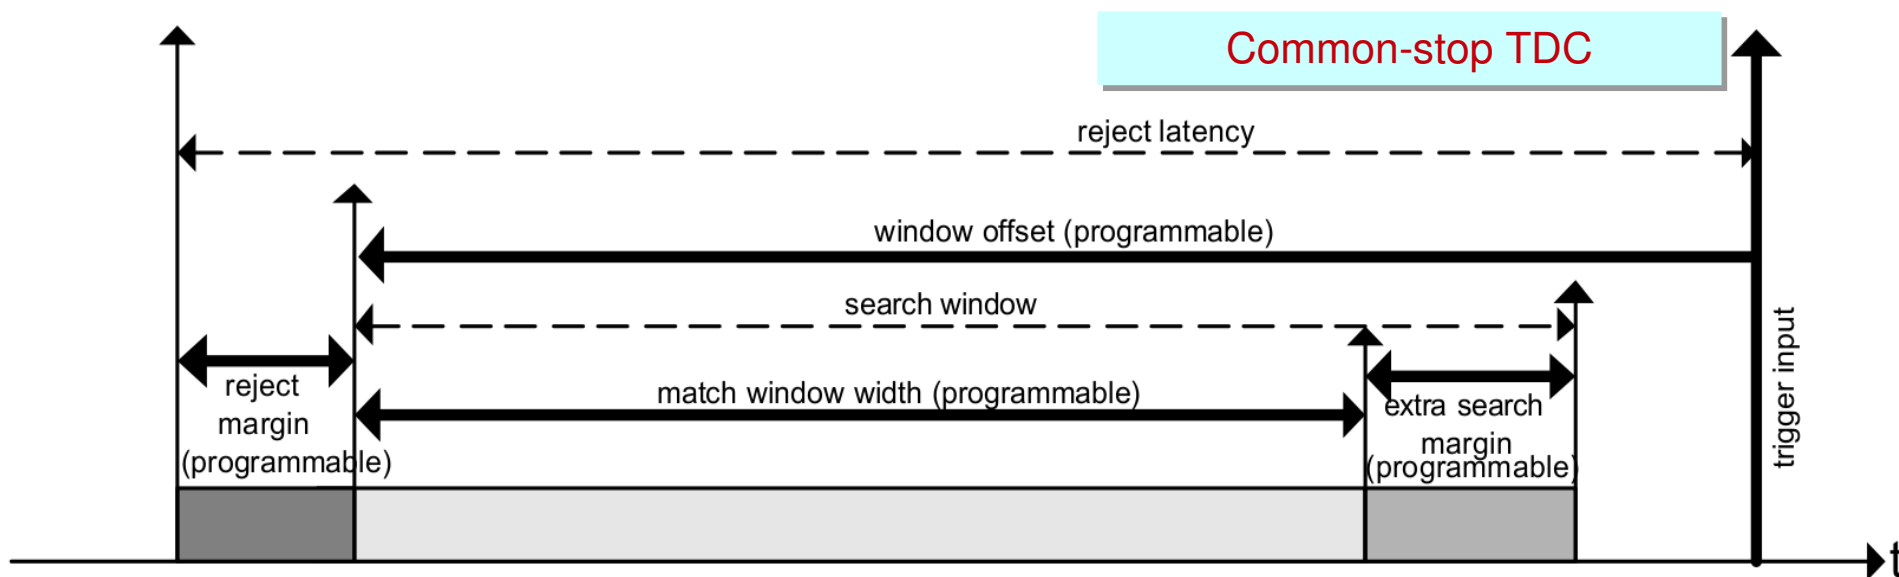 Common-stop TDC
reject latency
window offset (programmable)
search window
reject
margin
(programmable)
match window width (programmable)
extra search
margin
(programmable)
trigger input
t